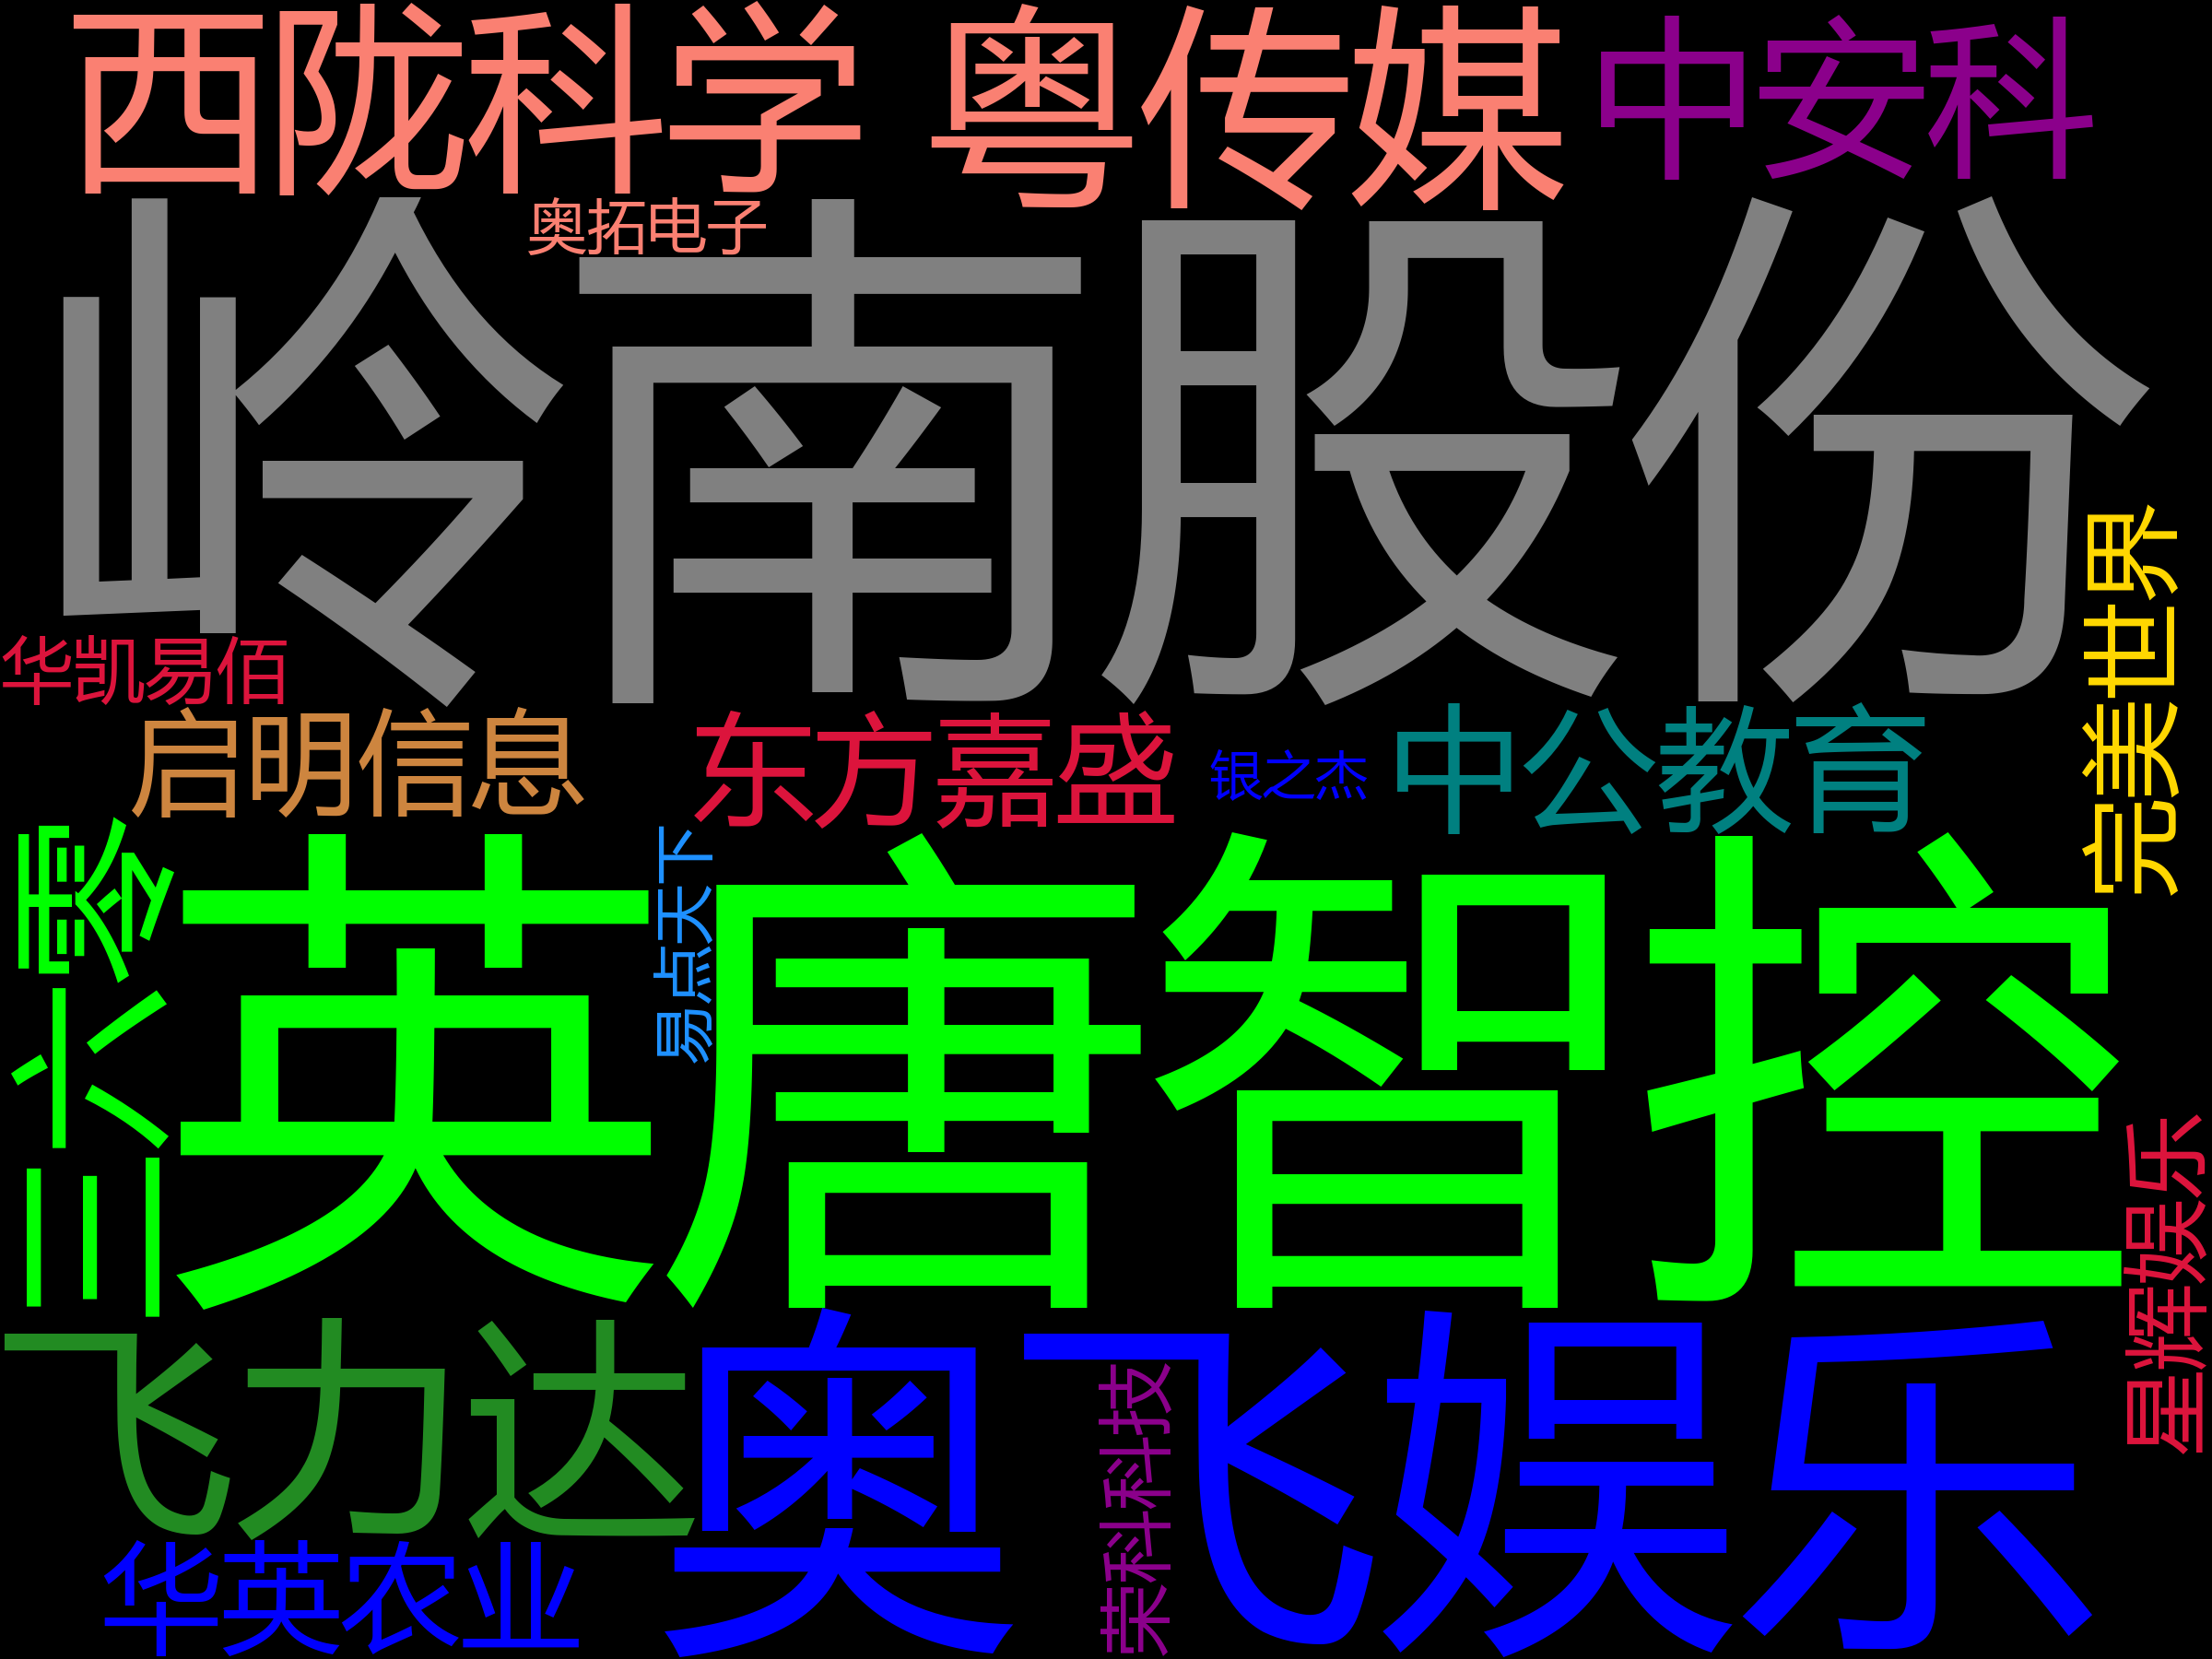 西陇科学
粤传媒
中安科
奥拓电子
岭南股份
华凯易佰
启明信息
东方嘉盛
银之杰
中公教育
完美世界
三六零
英唐智控
易点天下
星辉娱乐
飞力达
奥飞娱乐
荣科科技
华英农业